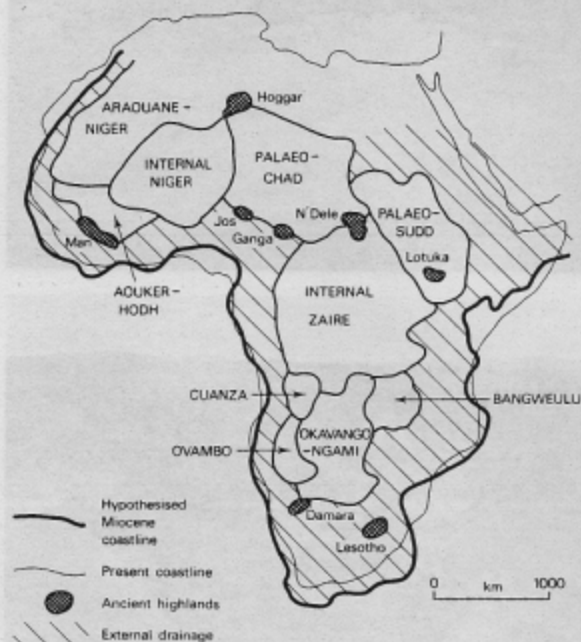 Hoggar
ARAOUANE-
NIGER
INTERNAL
NIGER
PALAEO-
CHAD
Jos
Ganga
N'Dele
PALAEO-
SUDD
Lotuka
Man
AOUKER-
HODH
INTERNAL
ZAIRE
CUANZA
BANGWEULU
OVAMBO
OKAVANGO
-NGAMI
Damara
Lesotho
Hypothesised
Miocene
coastline
Present coastline
Ancient highlands
External drainage
0 km 1000